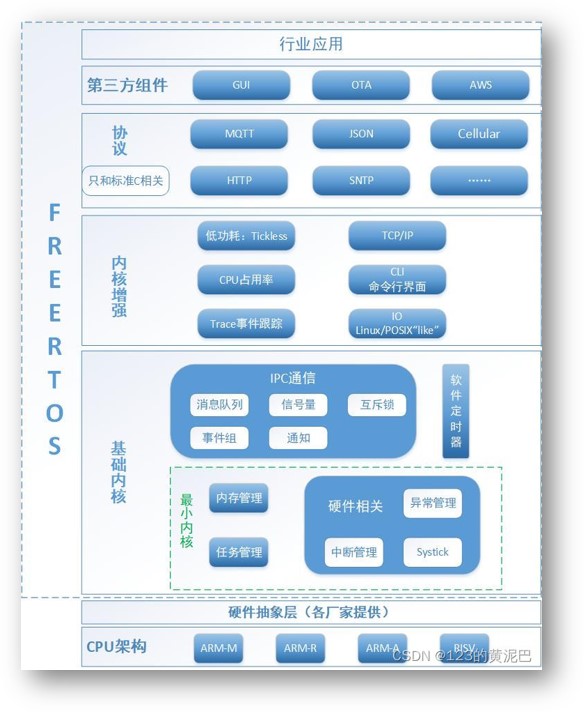 行业应用
第三方组件
GUI
OTA
AWS
协议
MQTT
JSON
Cellular
只和标准C相关
HTTP
SNTP
······
FREERTOS
内核增强
低功耗：Tickless
TCP/IP
CPU占用率
CLI
命令行界面
Trace事件跟踪
IO
Linux/POSIX“like”
基础内核
IPC通信
消息队列
信号量
互斥锁
事件组
通知
软件定时器
最小内核
内存管理
硬件相关
异常管理
任务管理
中断管理
Systick
硬件抽象层（各厂家提供）
CPU架构
ARM-M
ARM-R
ARM-A
RISV
CSDN @123的黄泥巴